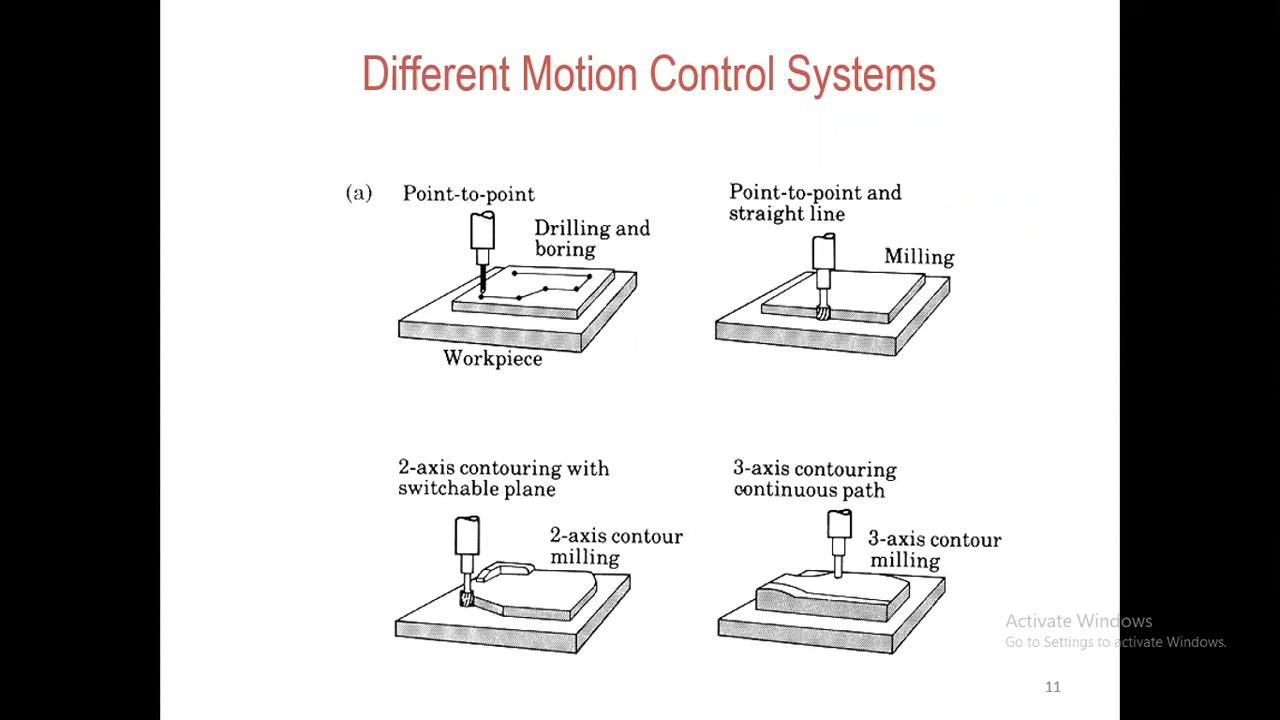 Different Motion Control Systems
(a) Point-to-point
Drilling and
boring
Workpiece
Point-to-point and
straight line
Milling
2-axis contouring with
switchable plane
2-axis contour
milling
3-axis contouring
continuous path
3-axis contour
milling
Activate Windows
Go to Settings to activate Windows.
11